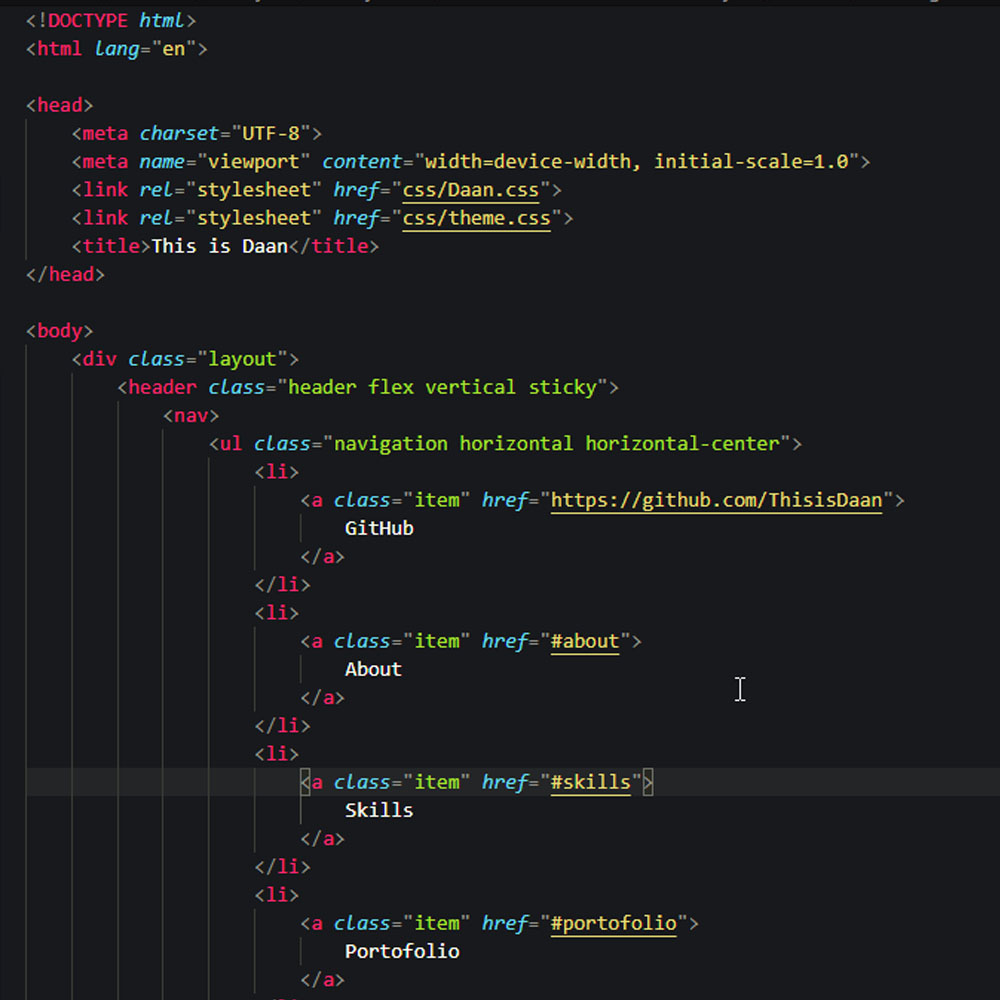 <!DOCTYPE html>
<html lang="en">
<head>
<meta charset="UTF-8">
<meta name="viewport" content="width=device-width, initial-scale=1.0">
<link rel="stylesheet" href="css/Daan.css">
<link rel="stylesheet" href="css/theme.css">
<title>This is Daan</title>
</head>
<body>
<div class="layout">
<header class="header flex vertical sticky">
<nav>
<ul class="navigation horizontal horizontal-center">
<li>
<a class="item" href="https://github.com/ThisisDaan">
GitHub
</a>
</li>
<li>
<a class="item" href="#about">
About
</a>
</li>
<li>
<a class="item" href="#skills">
Skills
</a>
</li>
<li>
<a class="item" href="#portofolio">
Portofolio
</a>